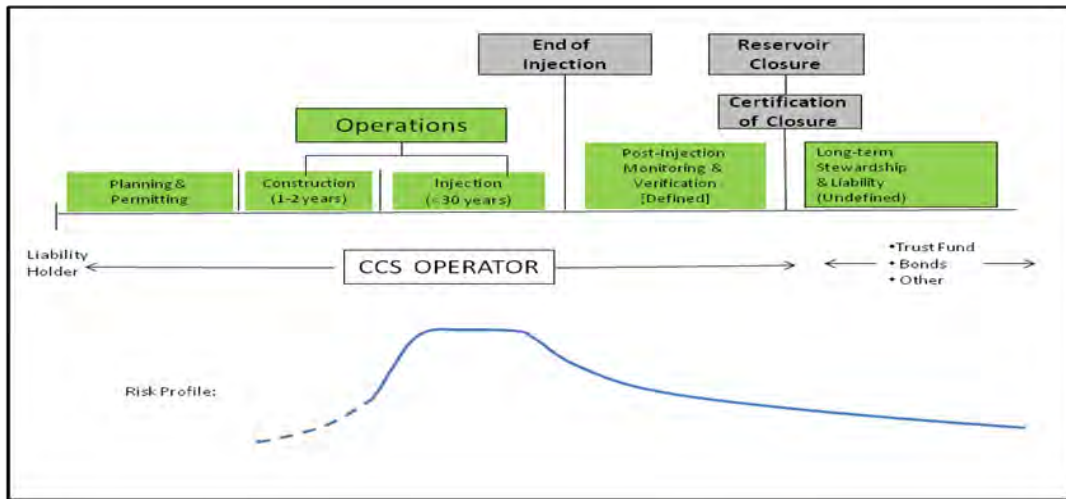 End of
Injection
Reservoir
Closure
Certification
of Closure
Operations
Planning &
Permitting
Construction
(1-2 years)
Injection
(<30 years)
Post-Injection
Monitoring &
Verification
[Defined]
Long-term
Stewardship
& Liability
(Undefined)
Liability
Holder
CCS OPERATOR
•Trust Fund
• Bonds
• Other
Risk Profile: